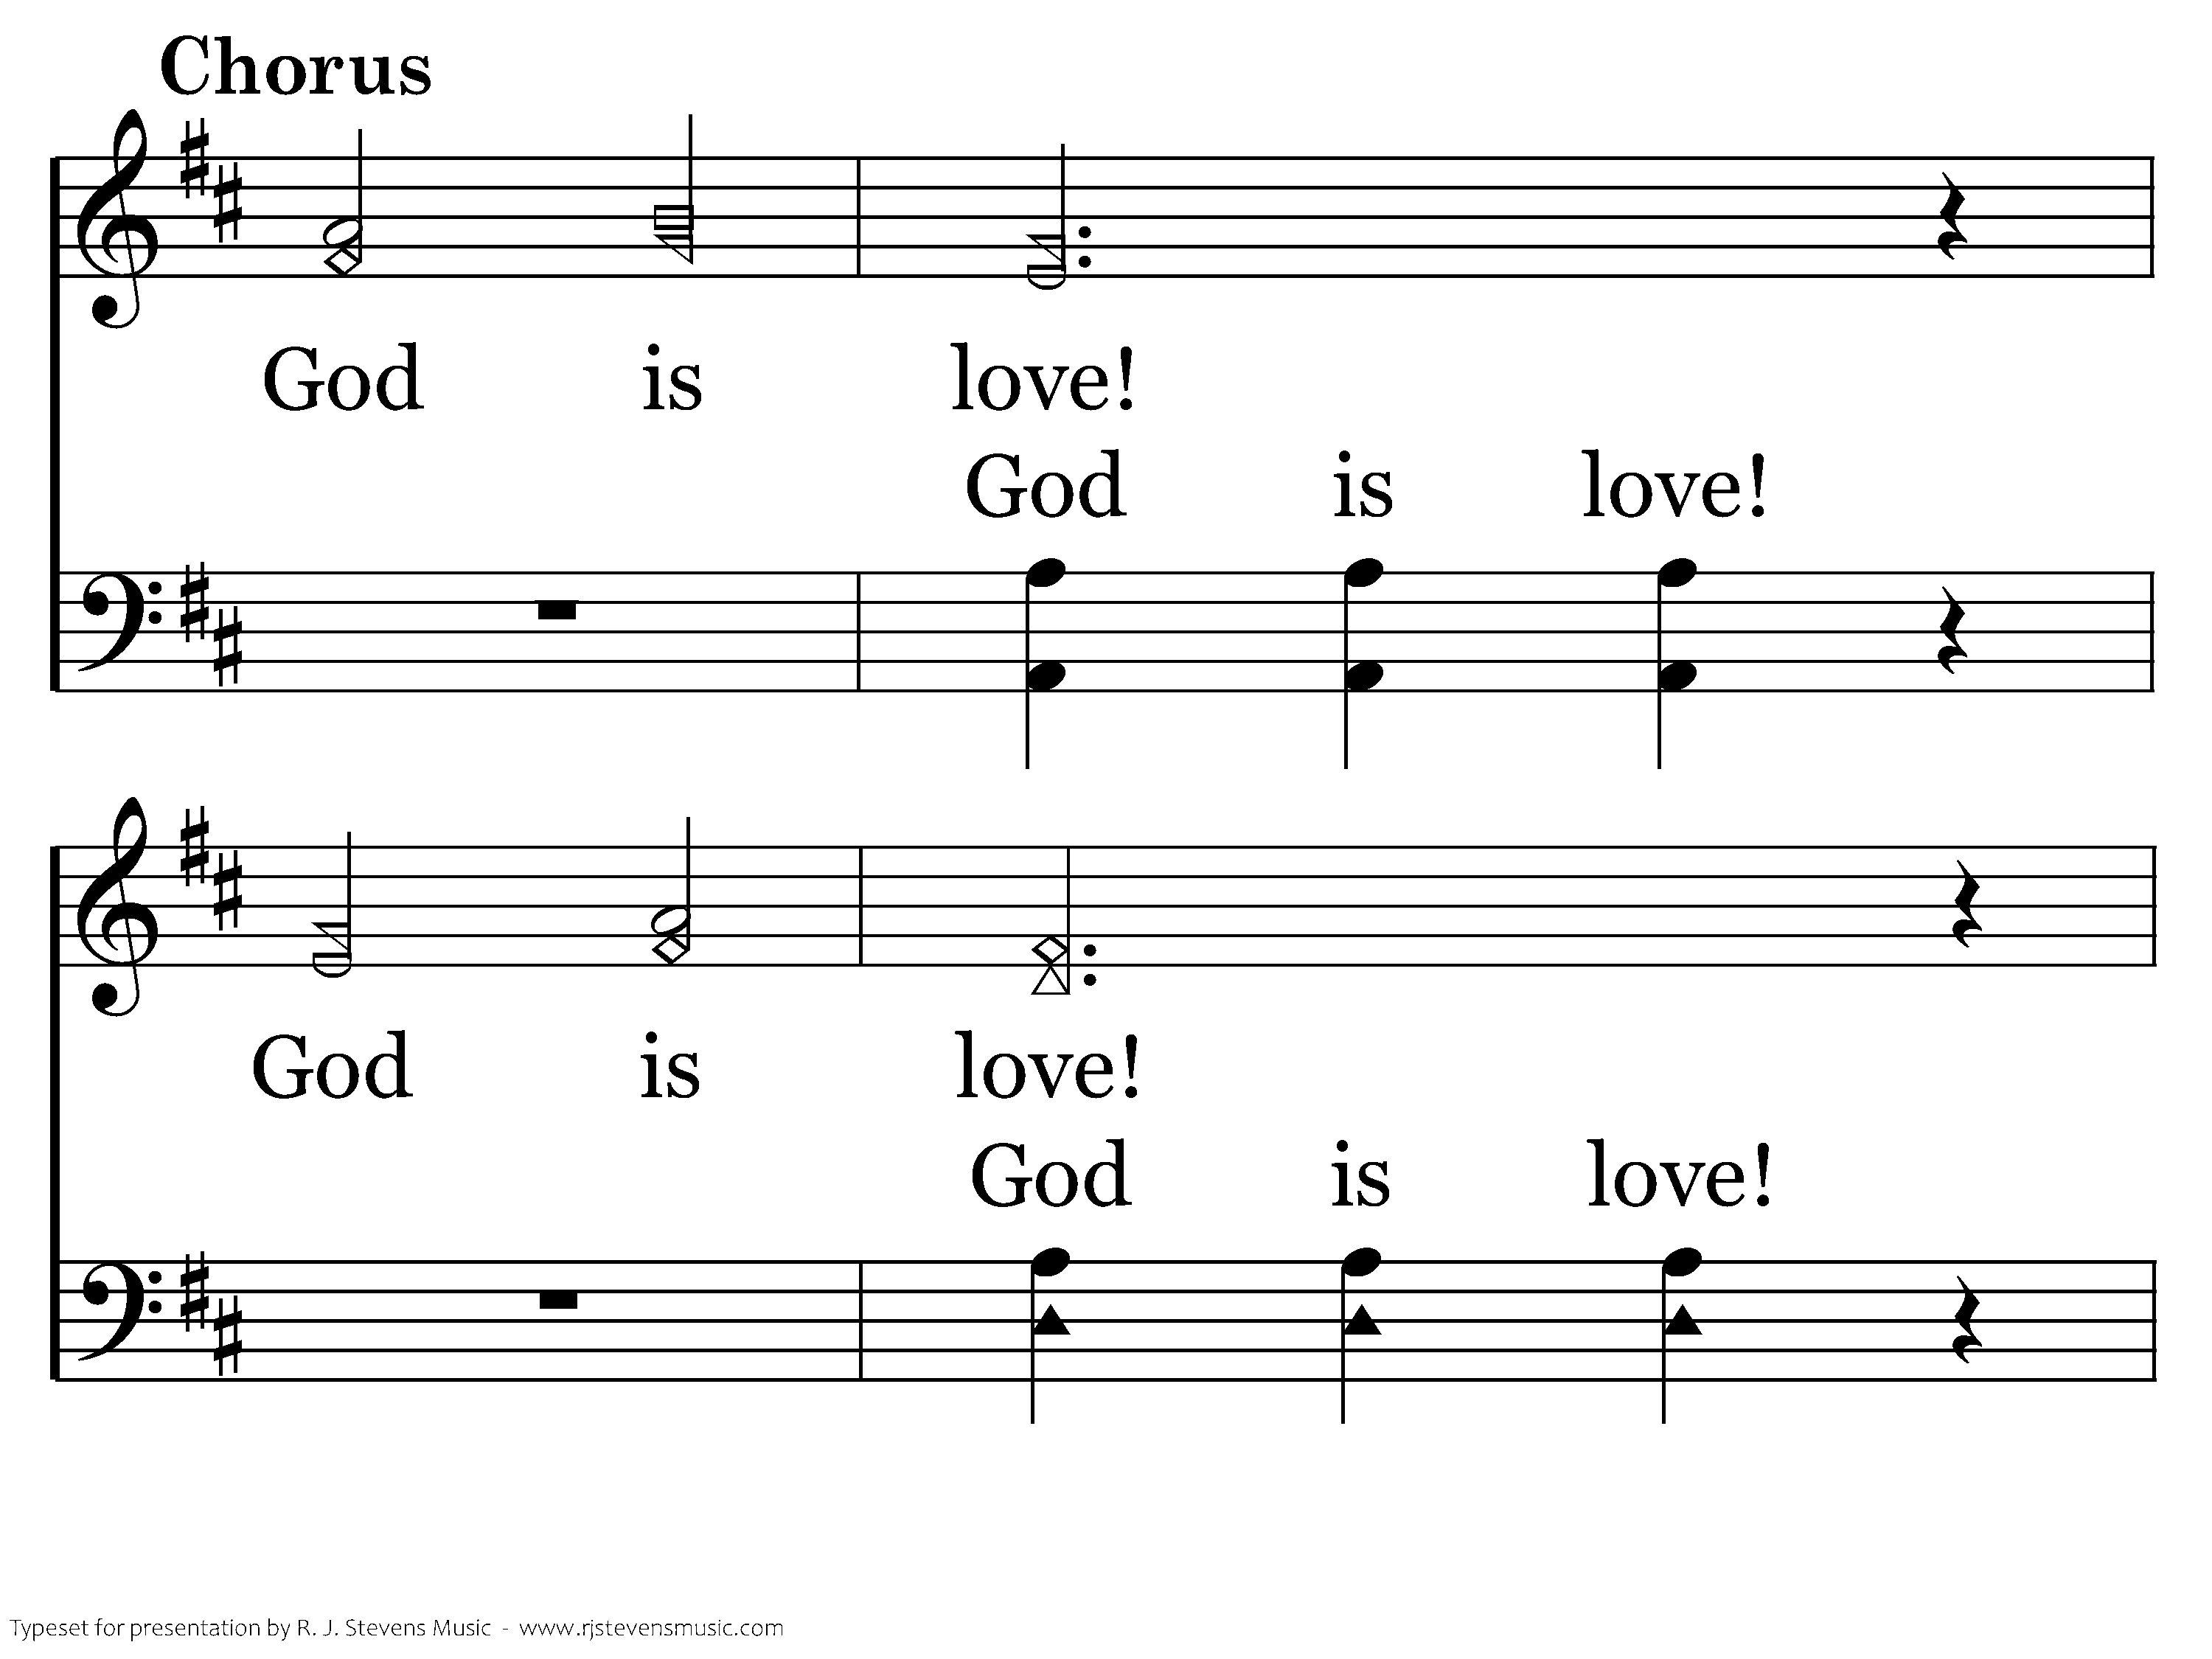 Chorus
God is love!
God is love!
God is love!
God is love!
Typeset for presentation by R. J. Stevens Music - www.rjstevensmusic.com